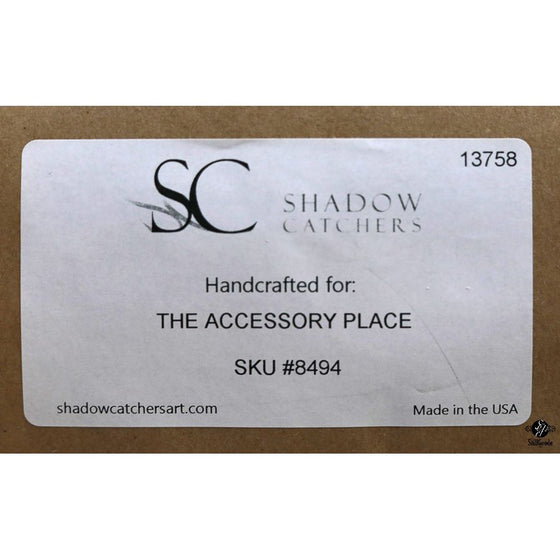 13758
SC
SHADOW
CATCHERS
Handcrafted for:
THE ACCESSORY PLACE
SKU #8494
shadowcatchersart.com
Made in the USA